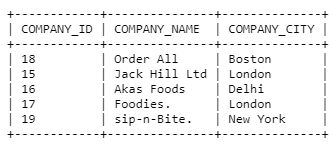 +------------+---------------+--------------+
| COMPANY_ID | COMPANY_NAME | COMPANY_CITY |
+------------+---------------+--------------+
| 18 | Order All | Boston |
| 15 | Jack Hill Ltd | London |
| 16 | Akas Foods | Delhi |
| 17 | Foodies. | London |
| 19 | sip-n-Bite. | New York |
+------------+---------------+--------------+